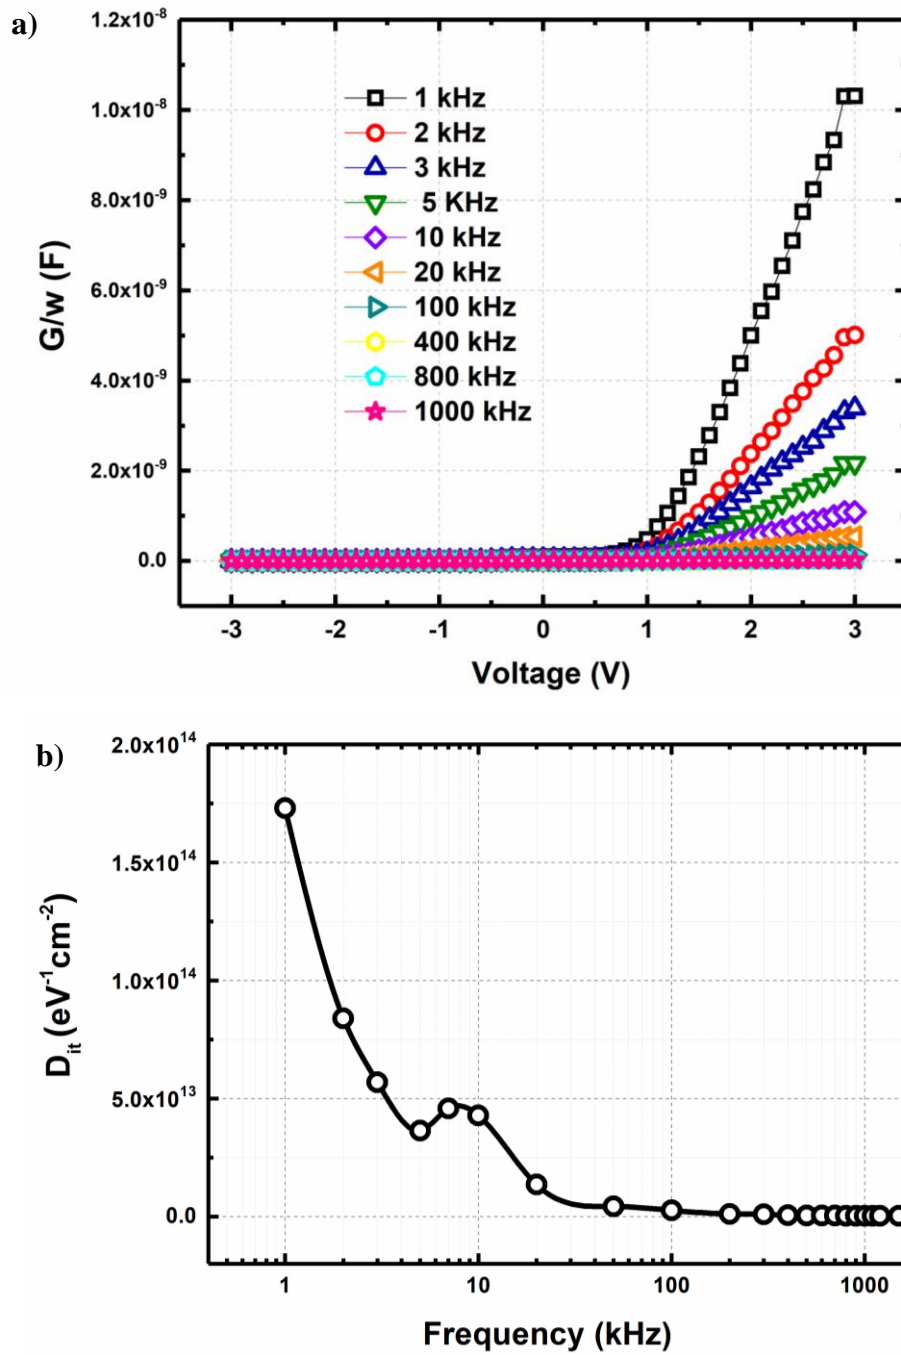 a)
1.2x10-8
1.0x10-8
8.0x10-9
6.0x10-9
4.0x10-9
2.0x10-9
0.0
G/w (F)
1 kHz
2 kHz
3 kHz
5 KHz
10 kHz
20 kHz
100 kHz
400 kHz
800 kHz
1000 kHz
-3 -2 -1 0 1 2 3
Voltage (V)
b)
2.0x1014
1.5x1014
1.0x1014
5.0x1013
0.0
Dit (eV-1cm-2)
1 10 100 1000
Frequency (kHz)